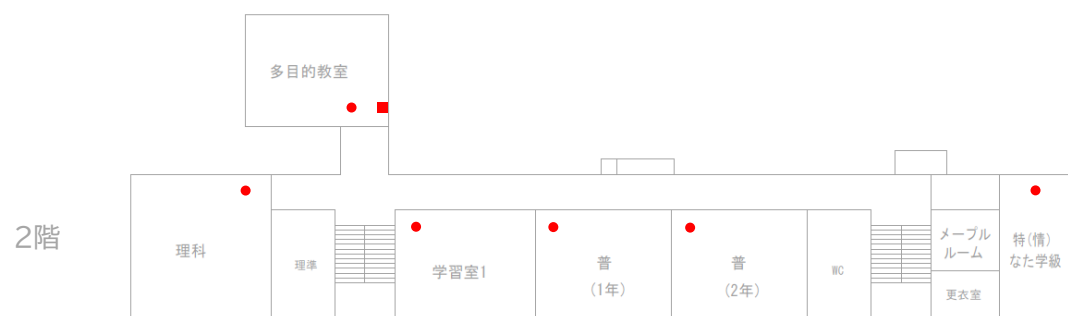 多目的教室
2階
理科
理準
学習室1
普
(1年)
普
(2年)
WC
メープル
ルーム
更衣室
特(情)
なた学級